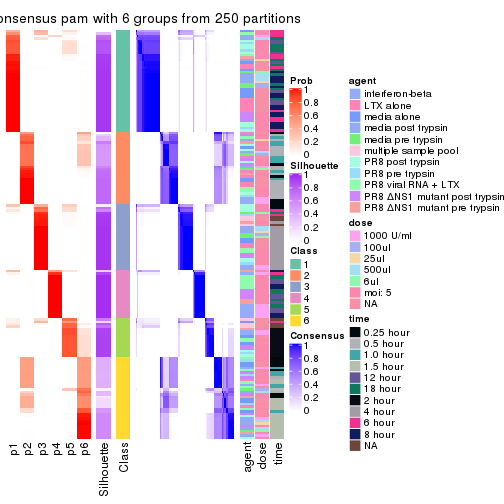 onsensus pam with 6 groups from 250 partitions
p1
p2
p3
p4
p5
p6
Silhouette
Class
agent
dose
time
Prob
1
0.8
0.6
0.4
0.2
0
Silhouette
1
0.8
0.6
0.4
0.2
0
Class
1
2
3
4
5
6
Consensus
1
0.8
0.6
0.4
0.2
0
agent
interferon-beta
LTX alone
media alone
media post trypsin
media pre trypsin
multiple sample pool
PR8 post trypsin
PR8 pre trypsin
PR8 viral RNA + LTX
PR8 ΔNS1 mutant post trypsin
PR8 ΔNS1 mutant pre trypsin
dose
1000 U/ml
100ul
25ul
500ul
6ul
moi: 5
NA
time
0.25 hour
0.5 hour
1.0 hour
1.5 hour
12 hour
18 hour
2 hour
4 hour
6 hour
8 hour
NA